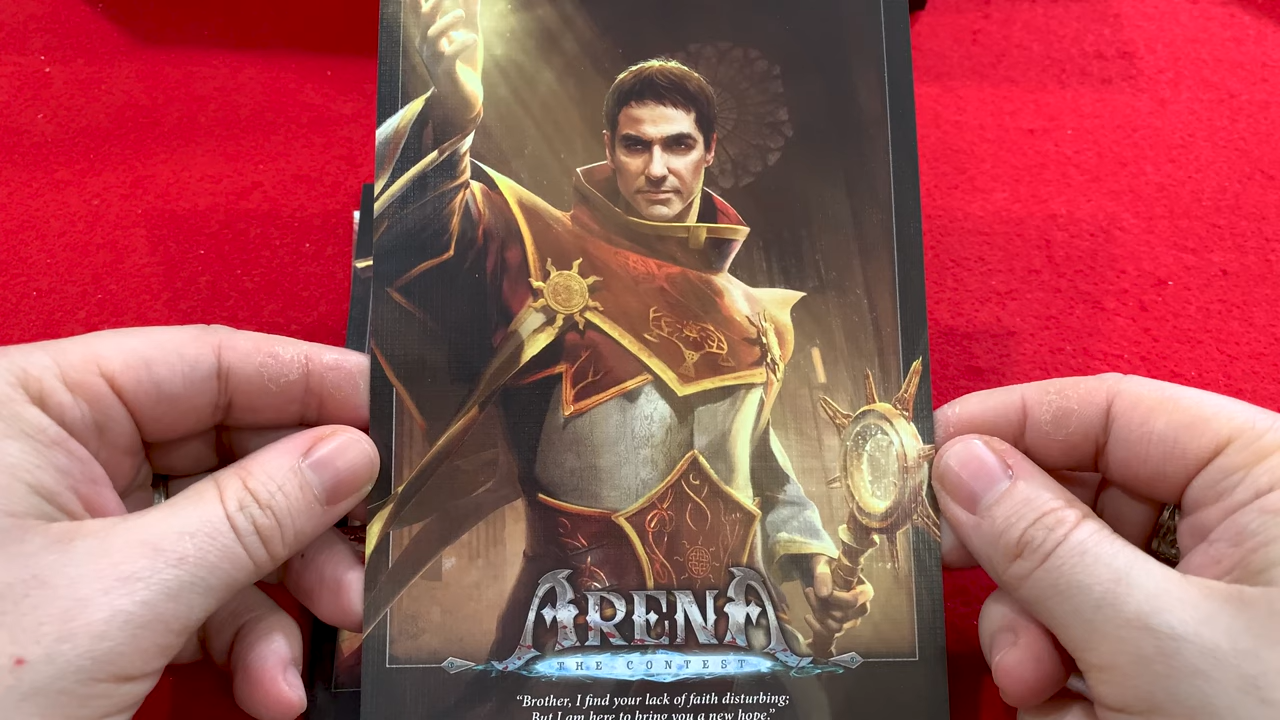 ARENA
THE CONTEST
“Brother, I find your lack of faith disturbing;
But I am here to bring you a new hope.”